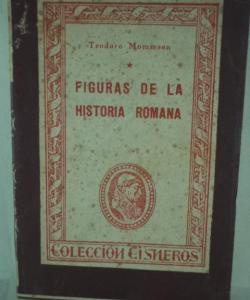 Teodoro Mommsen
FIGURAS DE LA
HISTORIA ROMANA
COLECCIÓN CISNEROS